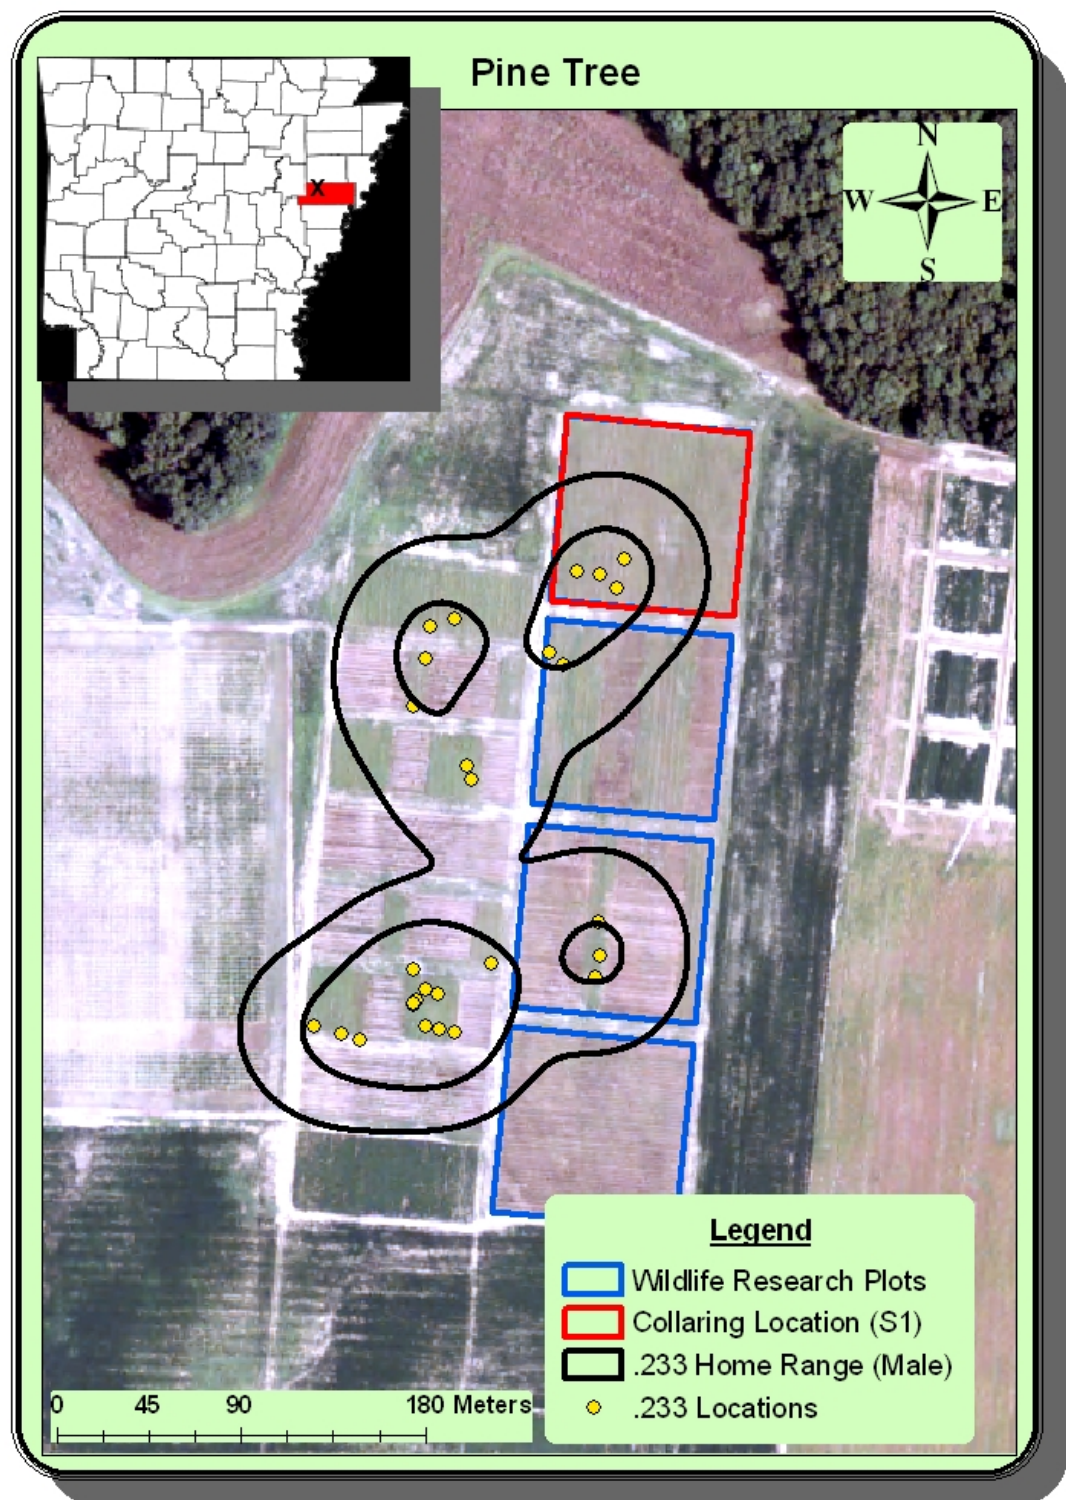 Pine Tree
X
N
W E
S
Legend
Wildlife Research Plots
Collaring Location (S1)
.233 Home Range (Male)
.233 Locations
0 45 90 180 Meters